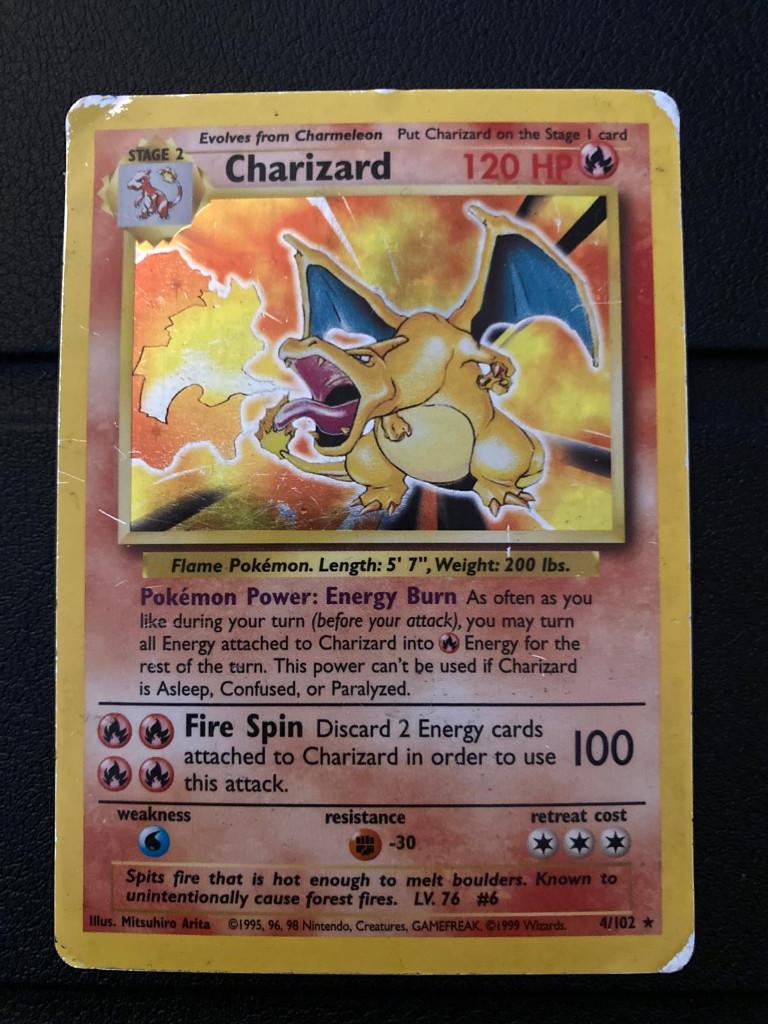 Evolves from Charmeleon Put Charizard on the Stage 1 card
STAGE 2
Charizard 120 HP
Flame Pokémon. Length: 5' 7", Weight: 200 lbs.
Pokémon Power: Energy Burn As often as you
like during your turn (before your attack), you may turn
all Energy attached to Charizard into Energy for the
rest of the turn. This power can't be used if Charizard
is Asleep, Confused, or Paralyzed.
Fire Spin Discard 2 Energy cards
attached to Charizard in order to use 100
this attack.
weakness resistance retreat cost
-30
Spits fire that is hot enough to melt boulders. Known to
unintentionally cause forest fires. LV. 76 #6
Illus. Mitsuhiro Arita ©1995, 96, 98 Nintendo, Creatures, GAMEFREAK. ©1999 Wizards. 4/102 ★